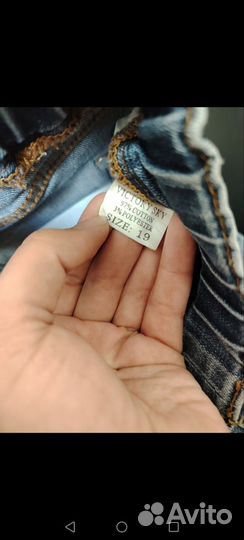 VICTORY SKY
97% COTTON
3% POLYESTER
SIZE: 19
Avito